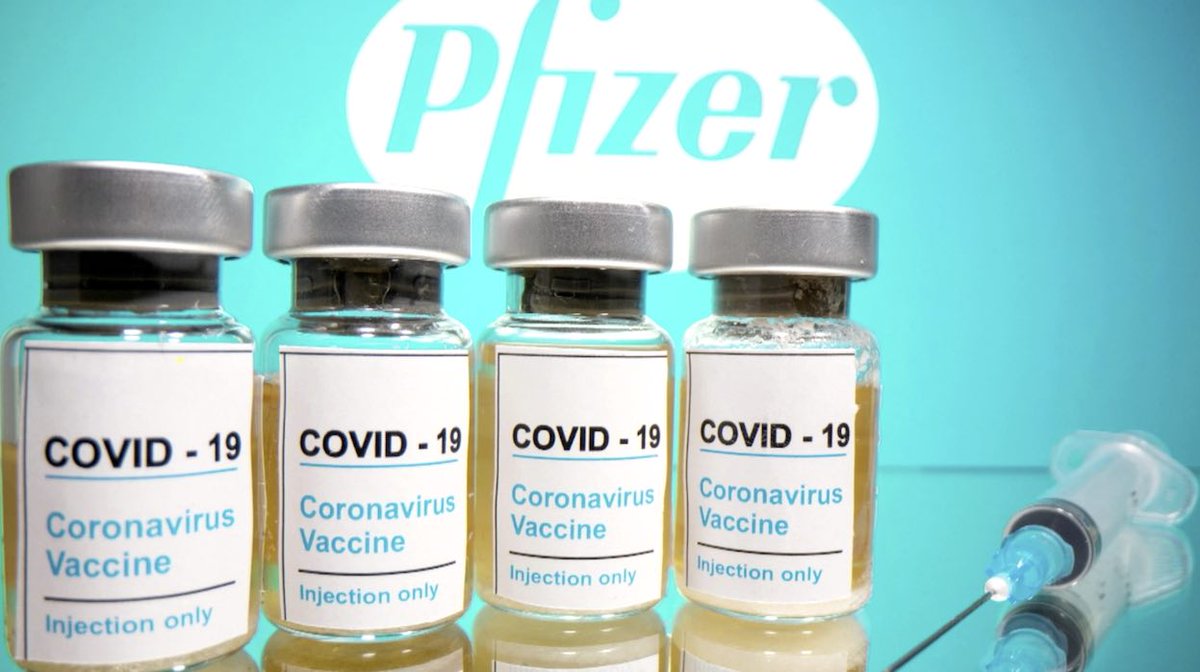 Pfizer
COVID - 19
Coronavirus
Vaccine
Injection only
COVID - 19
Coronavirus
Vaccine
Injection only
COVID - 19
Coronavirus
Vaccine
Injection only
COVID - 19
Coronavirus
Vaccine
Injection only